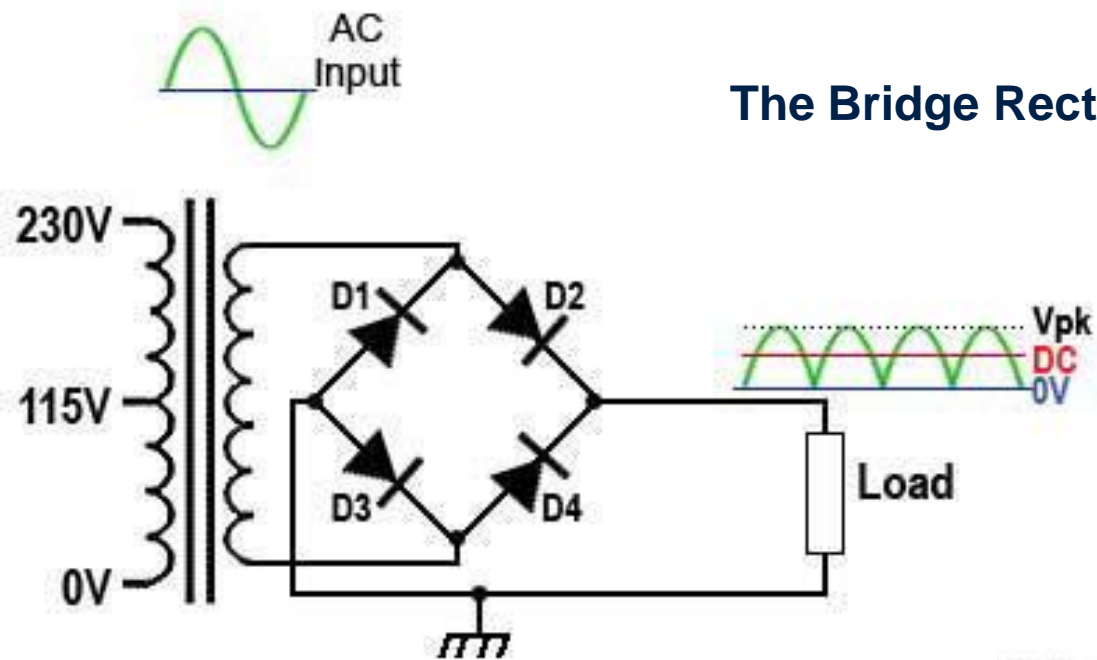 AC
Input
The Bridge Rect
230V
D1
D2
Vpk
DC
0V
115V
Load
D3
D4
0V